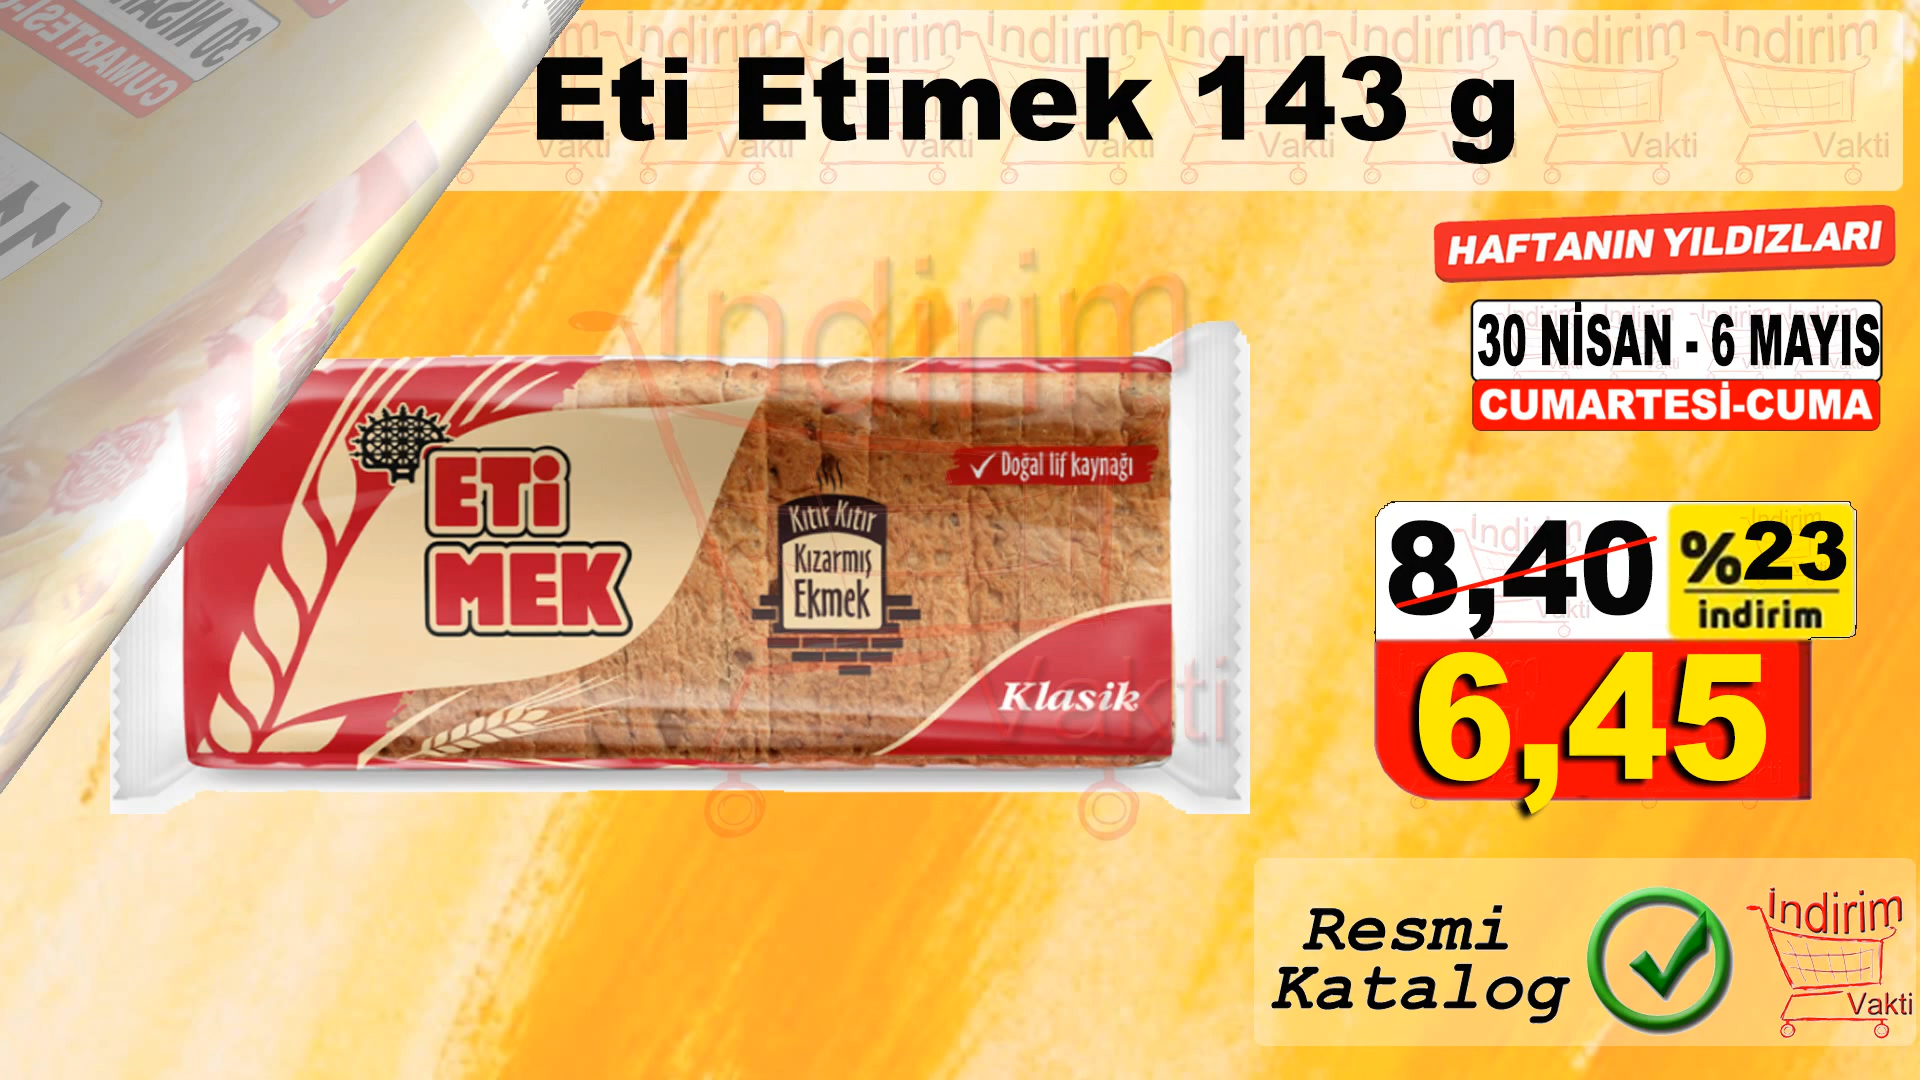 Eti Etimek 143 g
HAFTANIN YILDIZLARI
30 NİSAN - 6 MAYIS
CUMARTESİ-CUMA
ETİ
MEK
Doğal lif kaynağı
Kıtır Kıtır
Kızarmış
Ekmek
Klasik
8,40
%23
indirim
6,45
Resmi
Katalog
İndirim
Vakti